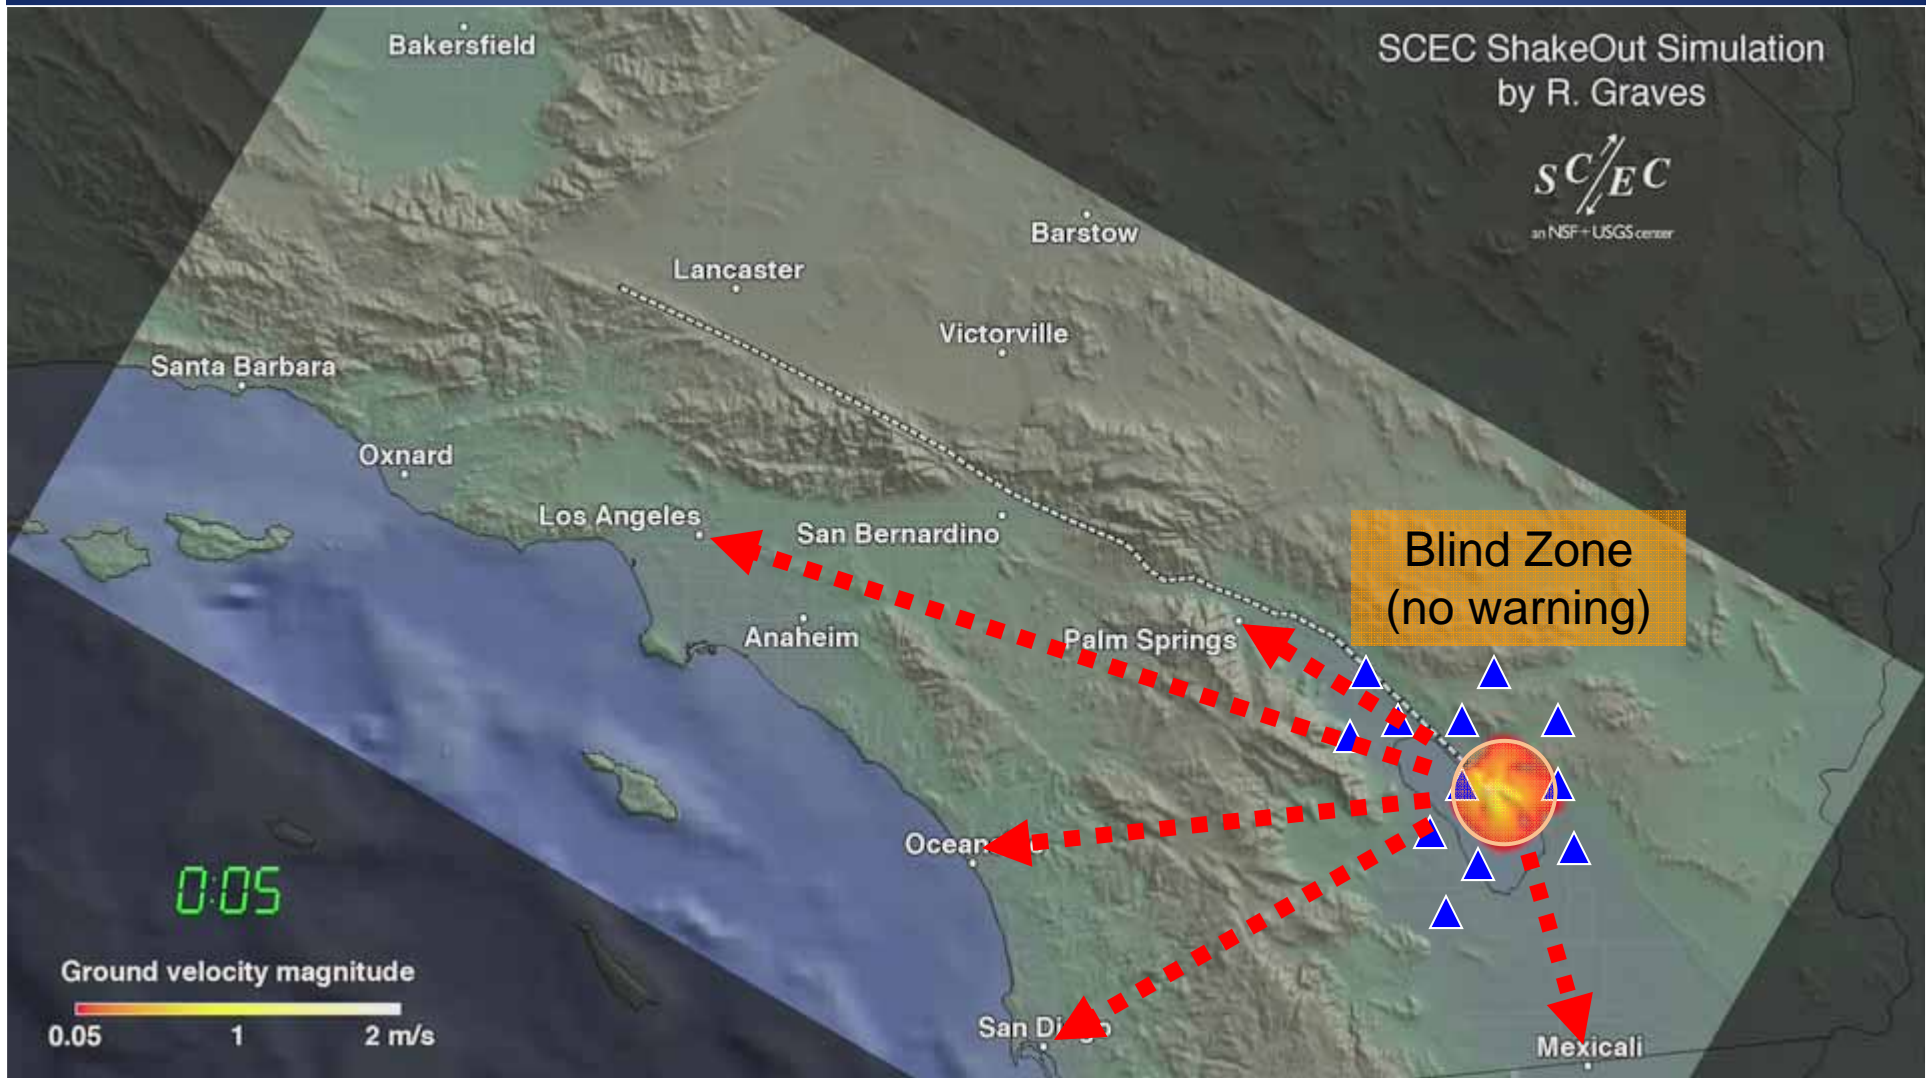 Bakersfield
SCEC ShakeOut Simulation
by R. Graves
S C E C
an NSF+USGS center
Barstow
Lancaster
Victorville
Santa Barbara
Oxnard
Los Angeles
San Bernardino
Blind Zone
(no warning)
Anaheim
Palm Springs
0:05
Ground velocity magnitude
0.05 1 2 m/s
Mexicali